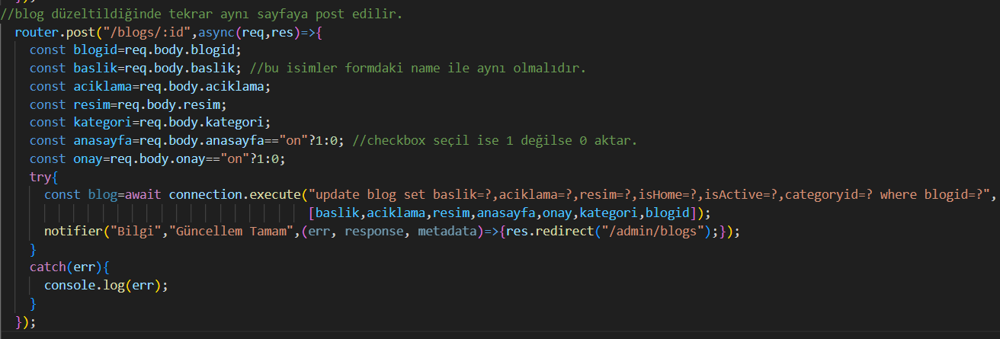 });
//blog düzeltildiğinde tekrar aynı sayfaya post edilir.
router.post("/blogs/:id",async(req,res)=>{
const blogid=req.body.blogid;
const baslik=req.body.baslik; //bu isimler formdaki name ile aynı olmalıdır.
const aciklama=req.body.aciklama;
const resim=req.body.resim;
const kategori=req.body.kategori;
const anasayfa=req.body.anasayfa=="on"?1:0; //checkbox seçil ise 1 değilse 0 aktar.
const onay=req.body.onay=="on"?1:0;
try{
const blog=await connection.execute("update blog set baslik=?,aciklama=?,resim=?,isHome=?,isActive=?,categoryid=? where blogid=?",
[baslik,aciklama,resim,anasayfa,onay,kategori,blogid]);
notifier("Bilgi","Güncellem Tamam",(err, response, metadata)=>{res.redirect("/admin/blogs");});
}
catch(err){
console.log(err);
}
});